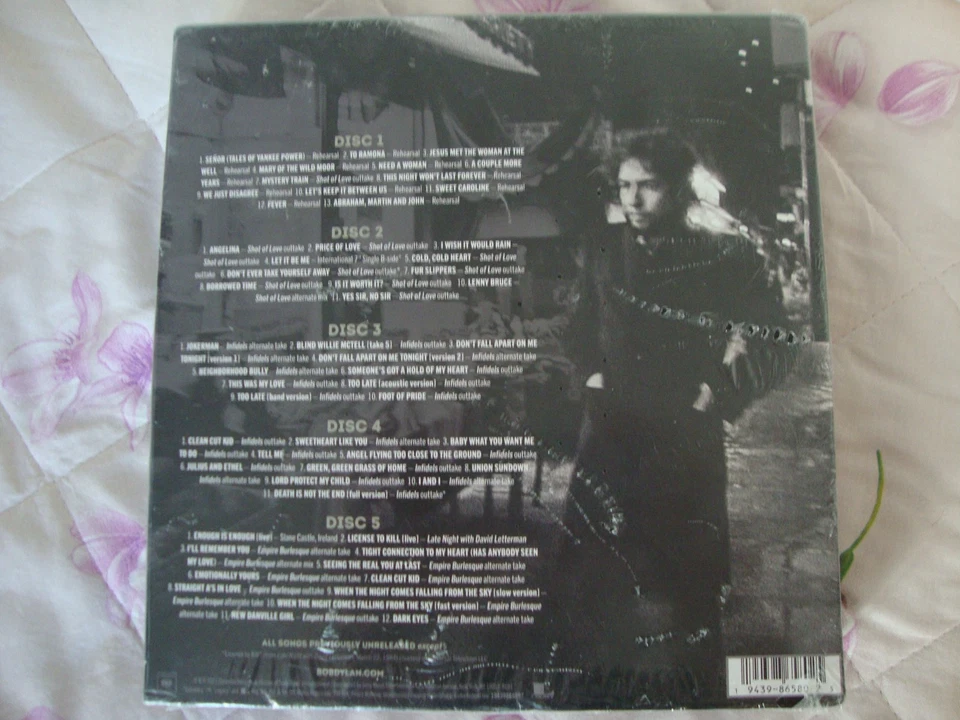 DISC 1
1. SEÑOR (TALES OF YANKEE POWER) – Rehearsal 2. TO RAMONA – Rehearsal 3. JESUS MET THE WOMAN AT THE
WELL – Rehearsal 4. MARY OF THE WILD MOOR – Rehearsal 5. NEED A WOMAN – Rehearsal 6. A COUPLE MORE
YEARS – Rehearsal 7. MYSTERY TRAIN – Shot of Love outtake 8. THIS NIGHT WON'T LAST FOREVER – Rehearsal
9. WE JUST DISAGREE – Rehearsal 10. LET'S KEEP IT BETWEEN US – Rehearsal 11. SWEET CAROLINE – Rehearsal
12. FEVER – Rehearsal 13. ABRAHAM, MARTIN AND JOHN – Rehearsal
DISC 2
1. ANGELINA – Shot of Love outtake 2. PRICE OF LOVE – Shot of Love outtake 3. I WISH IT WOULD RAIN –
Shot of Love outtake 4. LET IT BE ME – International 7" Single B-side* 5. COLD, COLD HEART – Shot of Love
outtake 6. DON'T EVER TAKE YOURSELF AWAY – Shot of Love outtake* 7. FUR SLIPPERS – Shot of Love outtake
8. BORROWED TIME – Shot of Love outtake 9. IS IT WORTH IT? – Shot of Love outtake 10. LENNY BRUCE –
Shot of Love alternate mix 11. YES SIR, NO SIR – Shot of Love outtake
DISC 3
1. JOKERMAN – Infidels alternate take 2. BLIND WILLIE MCTELL [take 5] – Infidels outtake 3. DON'T FALL APART ON ME
TONIGHT [version 1] – Infidels alternate take 4. DON'T FALL APART ON ME TONIGHT [version 2] – Infidels alternate take
5. NEIGHBORHOOD BULLY – Infidels alternate take 6. SOMEONE'S GOT A HOLD OF MY HEART – Infidels outtake
7. THIS WAS MY LOVE – Infidels outtake 8. TOO LATE [acoustic version] – Infidels outtake
9. TOO LATE [band version] – Infidels outtake 10. FOOT OF PRIDE – Infidels outtake
DISC 4
1. CLEAN CUT KID – Infidels outtake 2. SWEETHEART LIKE YOU – Infidels alternate take 3. BABY WHAT YOU WANT ME
TO DO – Infidels outtake 4. TELL ME – Infidels outtake 5. ANGEL FLYING TOO CLOSE TO THE GROUND – Infidels outtake
6. JULIUS AND ETHEL – Infidels outtake 7. GREEN, GREEN GRASS OF HOME – Infidels outtake 8. UNION SUNDOWN –
Infidels alternate take 9. LORD PROTECT MY CHILD – Infidels outtake 10. I AND I – Infidels alternate take
11. DEATH IS NOT THE END [full version] – Infidels outtake*
DISC 5
1. ENOUGH IS ENOUGH [live] – Slane Castle, Ireland 2. LICENSE TO KILL [live] – Late Night with David Letterman
3. I'LL REMEMBER YOU – Empire Burlesque alternate take 4. TIGHT CONNECTION TO MY HEART (HAS ANYBODY SEEN
MY LOVE) – Empire Burlesque alternate mix 5. SEEING THE REAL YOU AT LAST – Empire Burlesque alternate take
6. EMOTIONALLY YOURS – Empire Burlesque alternate take 7. CLEAN CUT KID – Empire Burlesque alternate take
8. STRAIGHT A'S IN LOVE – Empire Burlesque outtake 9. WHEN THE NIGHT COMES FALLING FROM THE SKY [slow version] –
Empire Burlesque alternate take 10. WHEN THE NIGHT COMES FALLING FROM THE SKY [fast version] – Empire Burlesque
alternate take 11. NEW DANVILLE GIRL – Empire Burlesque outtake 12. DARK EYES – Empire Burlesque alternate take
ALL SONGS PREVIOUSLY UNRELEASED except*
BOBDYLAN.COM
1 9439-86580